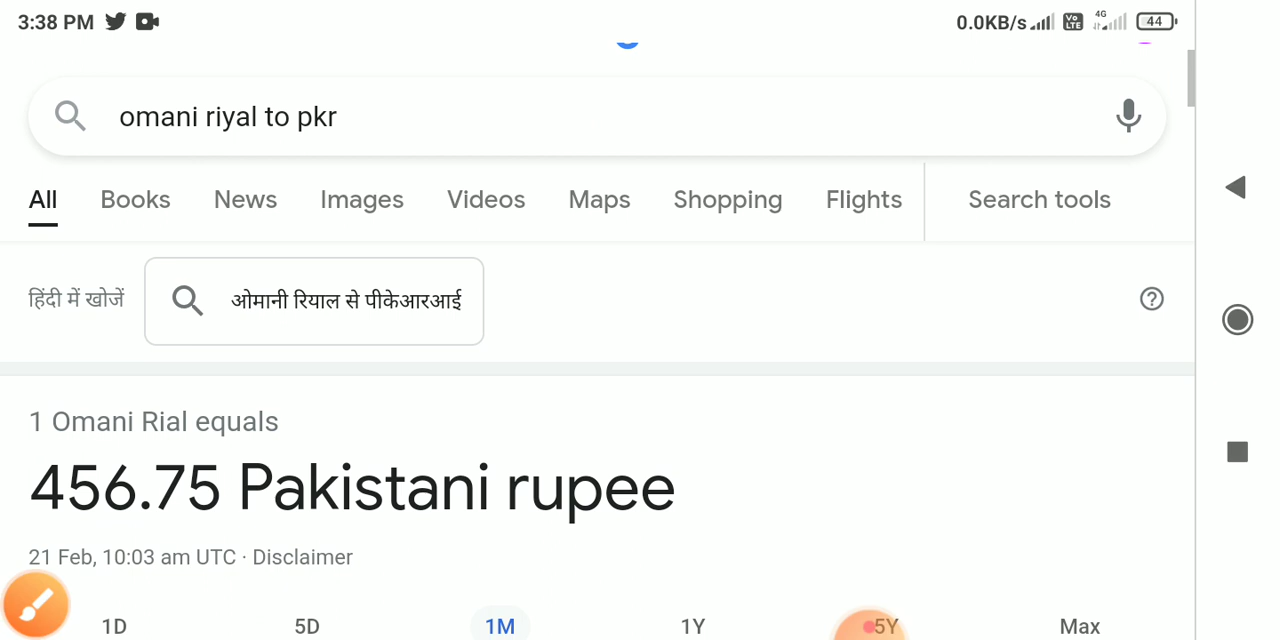 3:38 PM 0.0KB/s Vo LTE 4G 44
omani riyal to pkr
All Books News Images Videos Maps Shopping Flights Search tools
हिंदी में खोजें ओमानी रियाल से पीकेआरआई
1 Omani Rial equals
456.75 Pakistani rupee
21 Feb, 10:03 am UTC · Disclaimer
1D 5D 1M 1Y 5Y Max